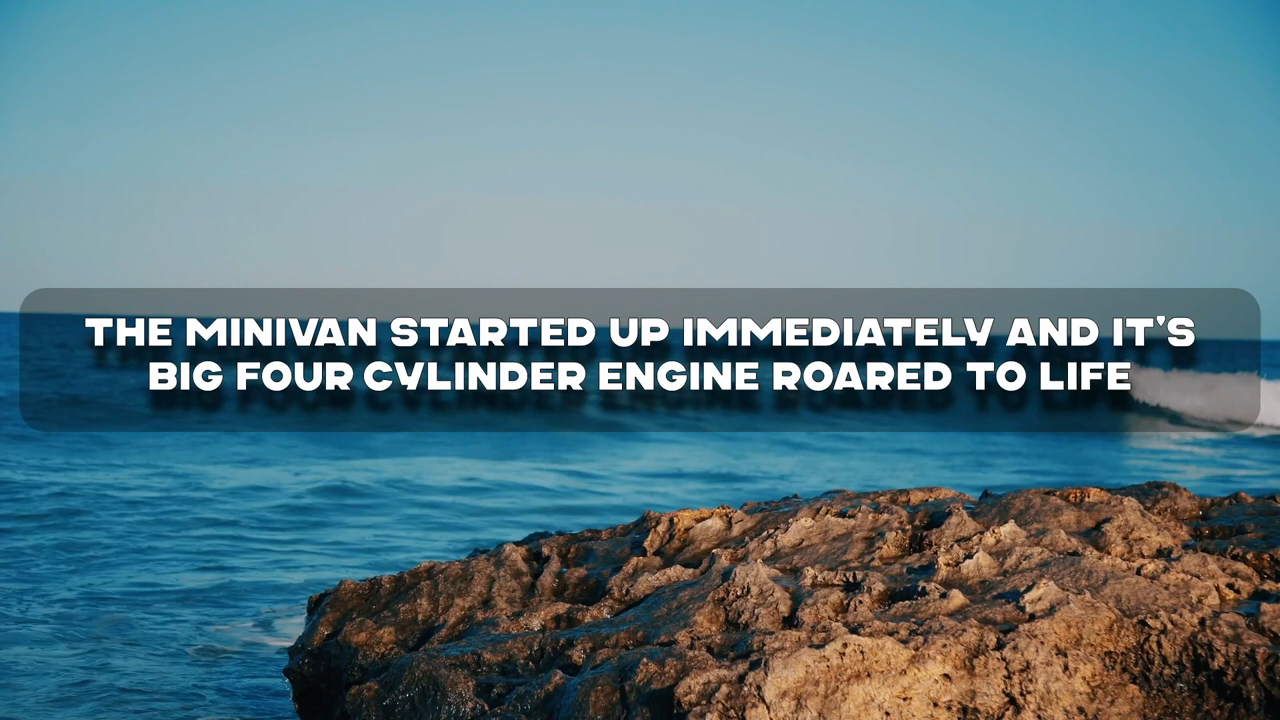 THE MINIVAN STARTED UP IMMEDIATELY AND IT'S
BIG FOUR CYLINDER ENGINE ROARED TO LIFE